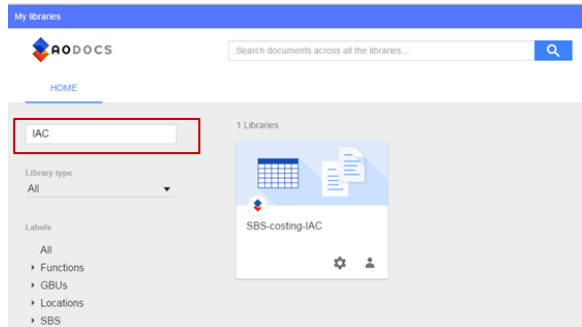 My libraries
AODOCS
Search documents across all the libraries...
HOME
IAC
1 Libraries
Library type
All
SBS-costing-IAC
Labels
All
Functions
GBUs
Locations
SBS